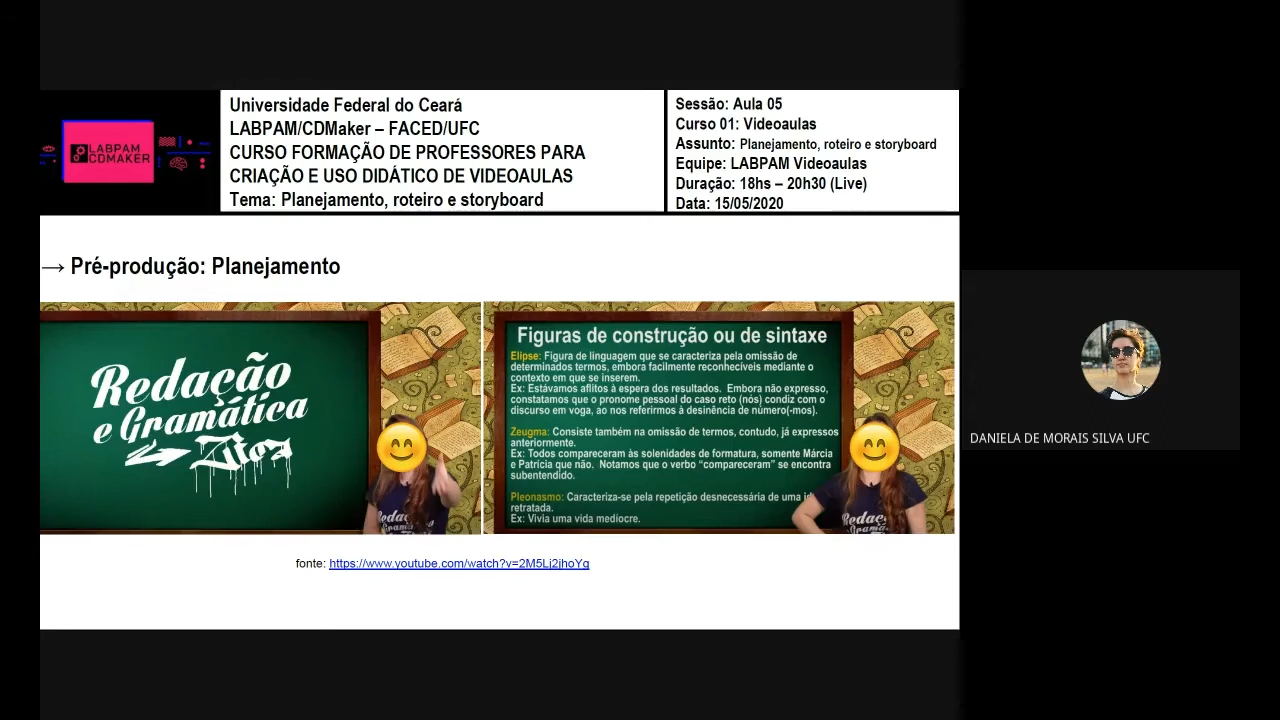 LABPAM
CDMAKER
Universidade Federal do Ceará
LABPAM/CDMaker – FACED/UFC
CURSO FORMAÇÃO DE PROFESSORES PARA
CRIAÇÃO E USO DIDÁTICO DE VIDEOAULAS
Tema: Planejamento, roteiro e storyboard
Sessão: Aula 05
Curso 01: Videoaulas
Assunto: Planejamento, roteiro e storyboard
Equipe: LABPAM Videoaulas
Duração: 18hs – 20h30 (Live)
Data: 15/05/2020
→ Pré-produção: Planejamento
Redação
e Gramática
Zica
Redaç
Gram
Figuras de construção ou de sintaxe
Elipse: Figura de linguagem que se caracteriza pela omissão de
determinados termos, embora facilmente reconhecíveis mediante o
contexto em que se inserem.
Ex: Estávamos aflitos à espera dos resultados. Embora não expresso,
constatamos que o pronome pessoal do caso reto (nós) condiz com o
discurso em voga, ao nos referirmos à desinência de número(-mos).
Zeugma: Consiste também na omissão de termos, contudo, já expressos
anteriormente.
Ex: Todos compareceram às solenidades de formatura, somente Márcia
e Patrícia que não. Notamos que o verbo “compareceram” se encontra
subentendido.
Pleonasmo: Caracteriza-se pela repetição desnecessária de uma id
retratada.
Ex: Vivia uma vida medíocre.
Redaç
Gram
fonte: https://www.youtube.com/watch?v=2M5Lj2jhoYg
DANIELA DE MORAIS SILVA UFC